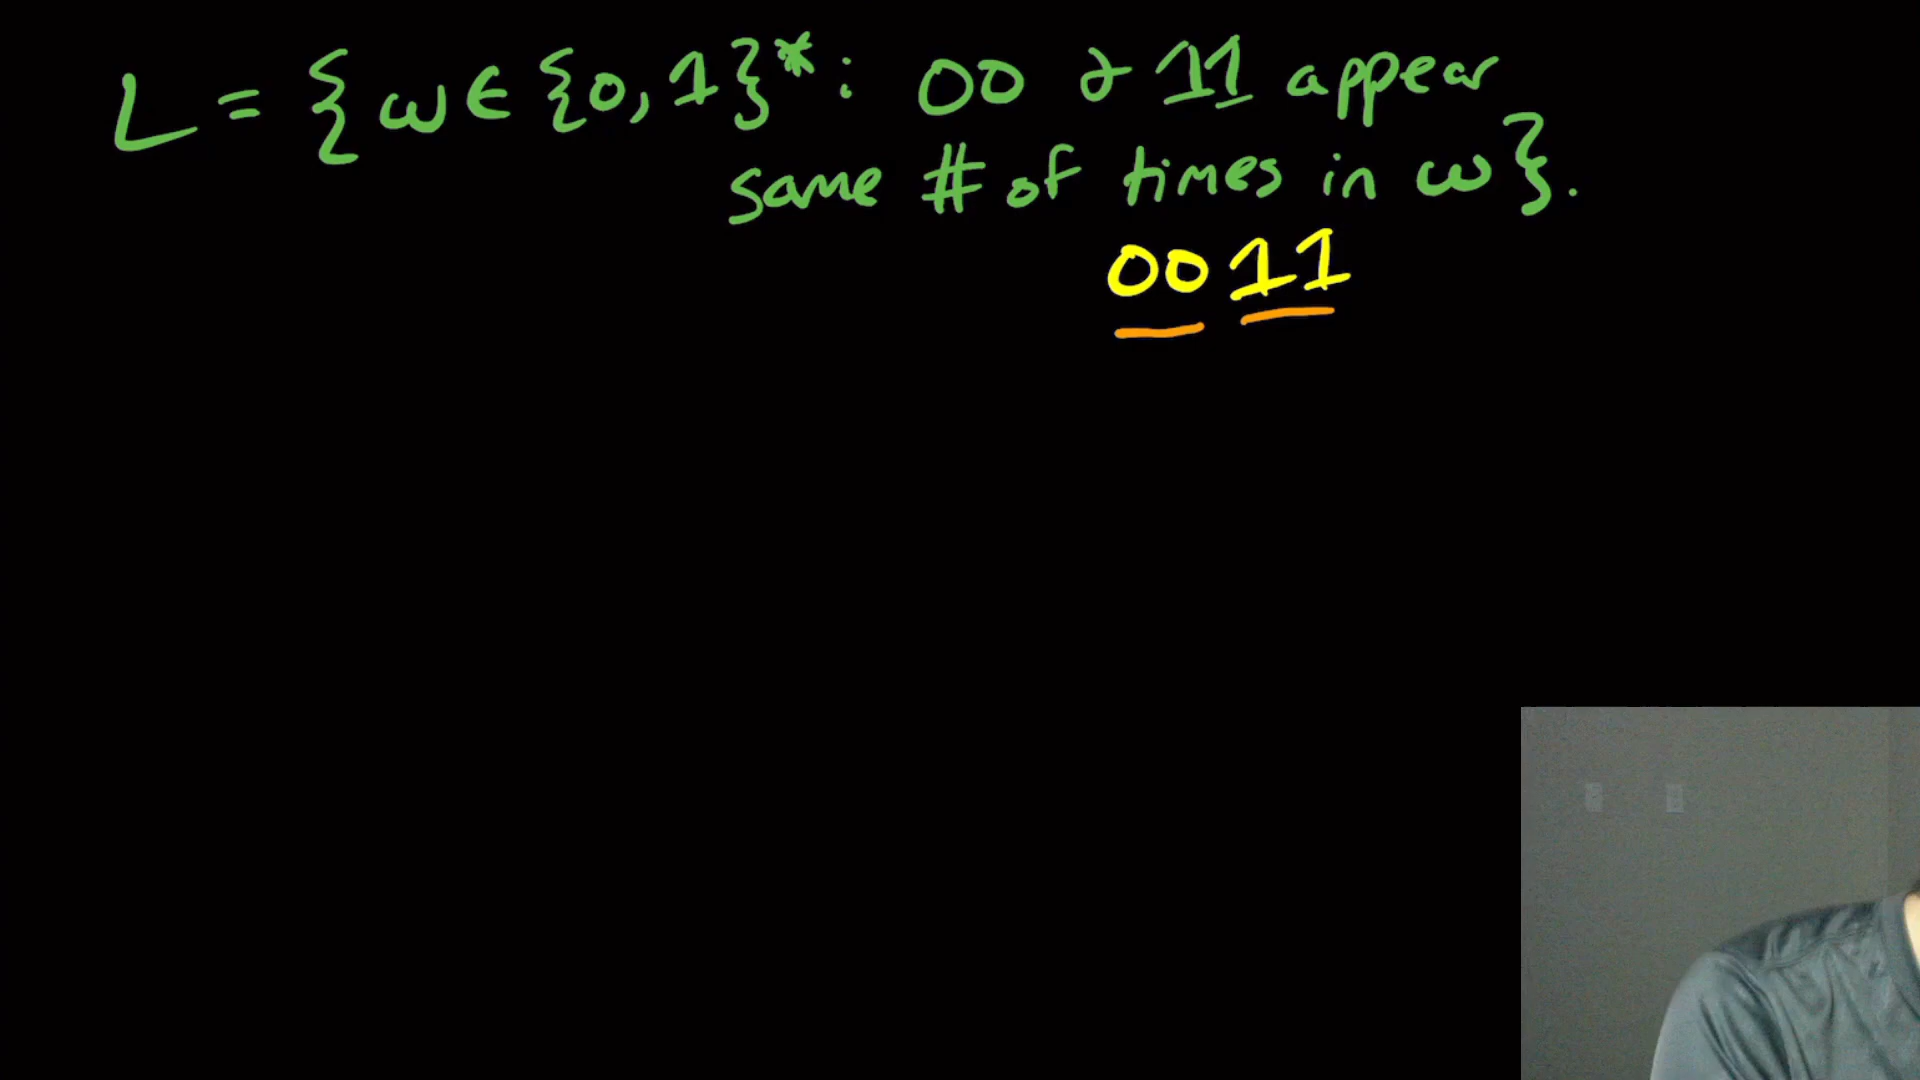 L = {w ∈ {0,1}*: 00 & 11 appear
same # of times in w}.
0011